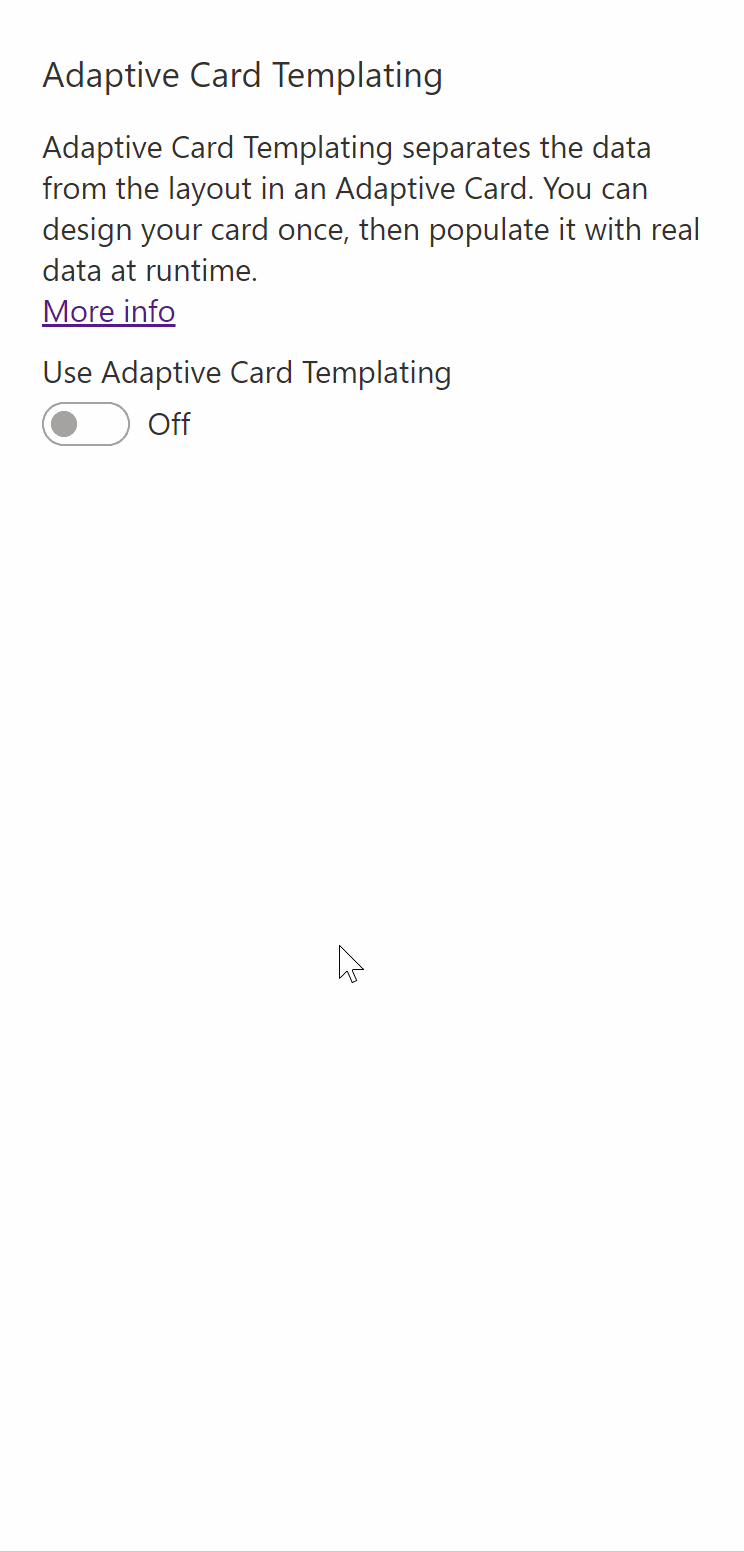 Adaptive Card Templating
Adaptive Card Templating separates the data
from the layout in an Adaptive Card. You can
design your card once, then populate it with real
data at runtime.
More info
Use Adaptive Card Templating
Off